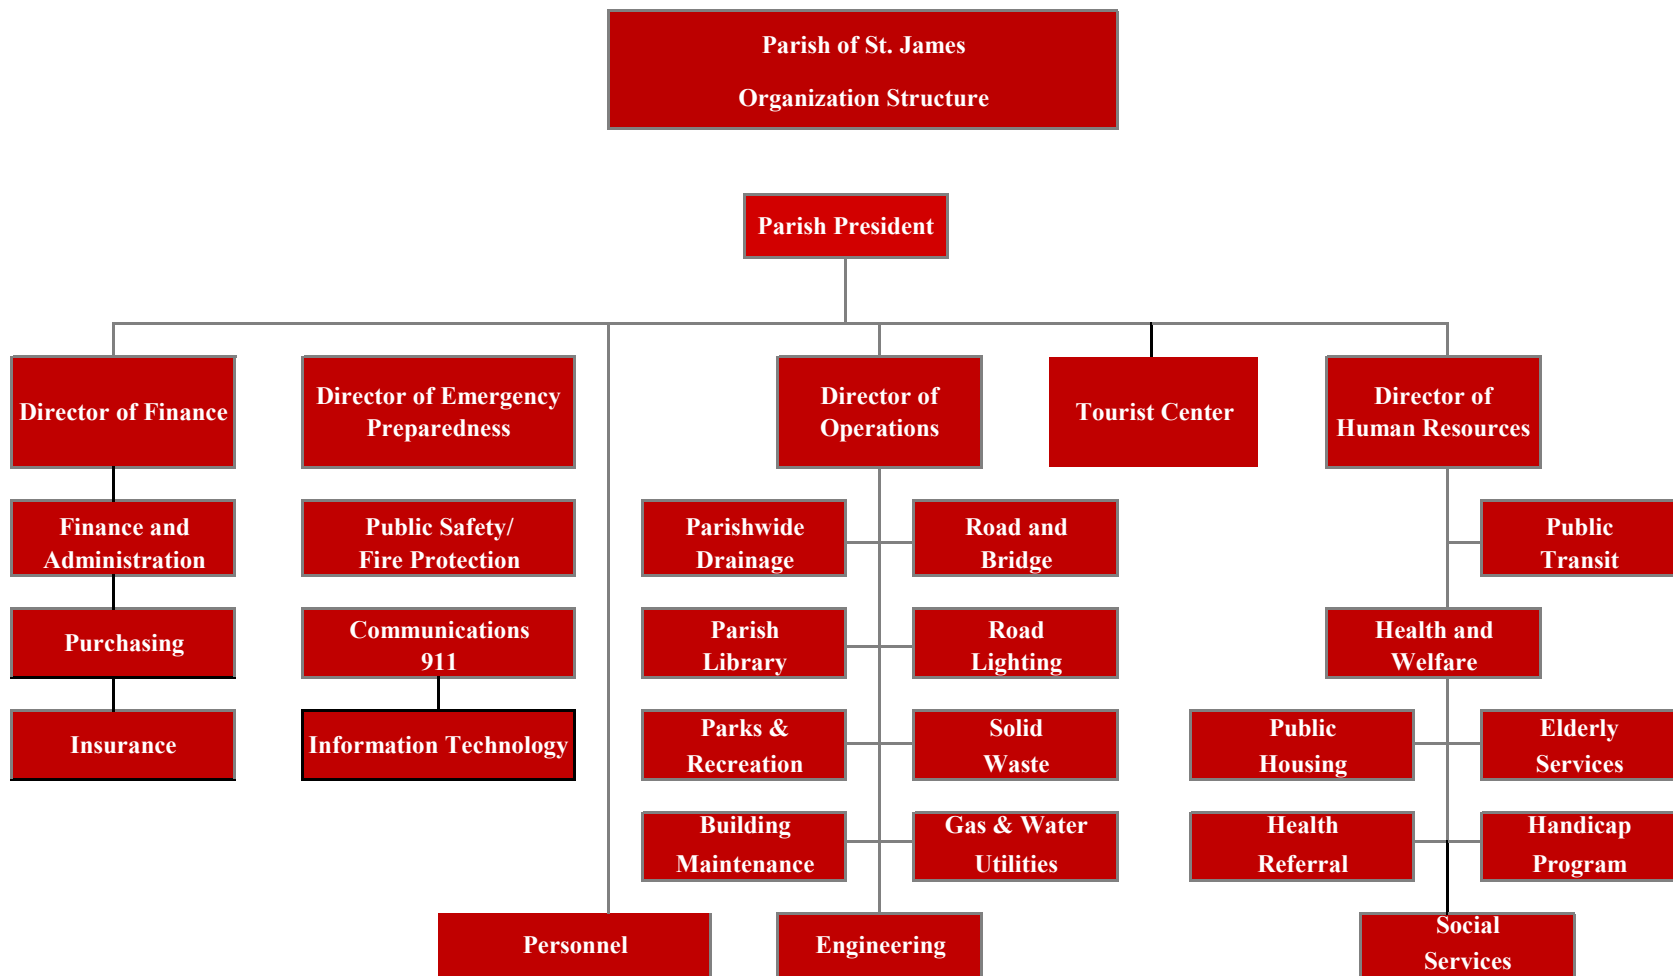 Parish of St. James
Organization Structure
Parish President
Director of Finance
Director of Emergency
Preparedness
Director of
Operations
Tourist Center
Director of
Human Resources
Finance and
Administration
Public Safety/
Fire Protection
Parishwide
Drainage
Road and
Bridge
Public
Transit
Purchasing
Communications
911
Parish
Library
Road
Lighting
Health and
Welfare
Insurance
Information Technology
Parks &
Recreation
Solid
Waste
Public
Housing
Elderly
Services
Building
Maintenance
Gas & Water
Utilities
Health
Referral
Handicap
Program
Personnel
Engineering
Social
Services